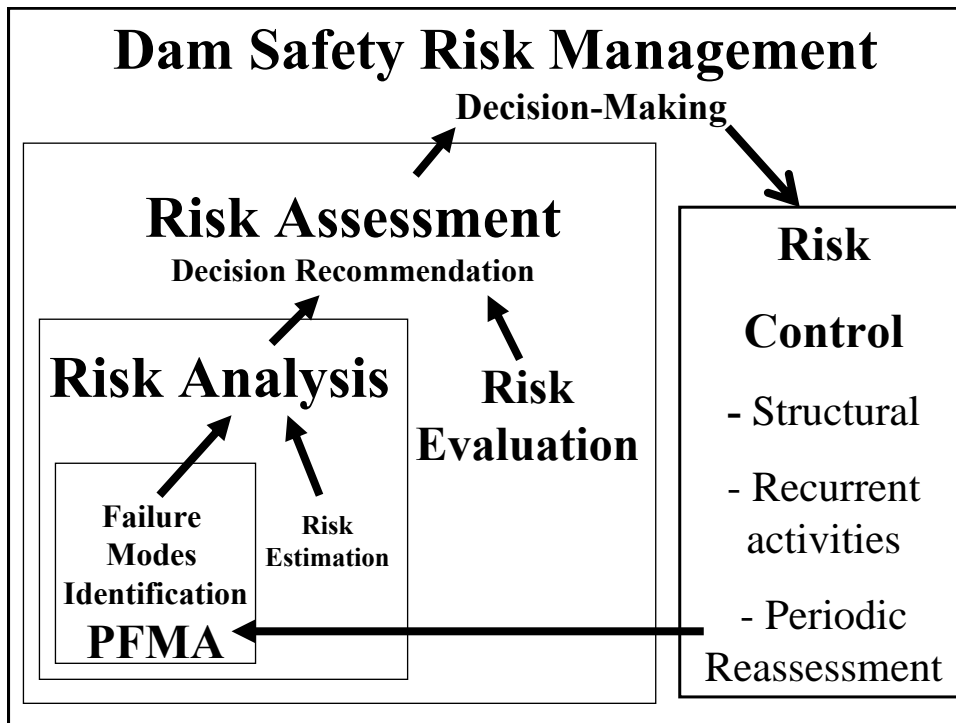 Dam Safety Risk Management
Decision-Making
Risk Assessment
Decision Recommendation
Risk Analysis
Risk
Evaluation
Failure
Modes
Identification
PFMA
Risk
Estimation
Risk
Control
- Structural
- Recurrent
activities
- Periodic
Reassessment